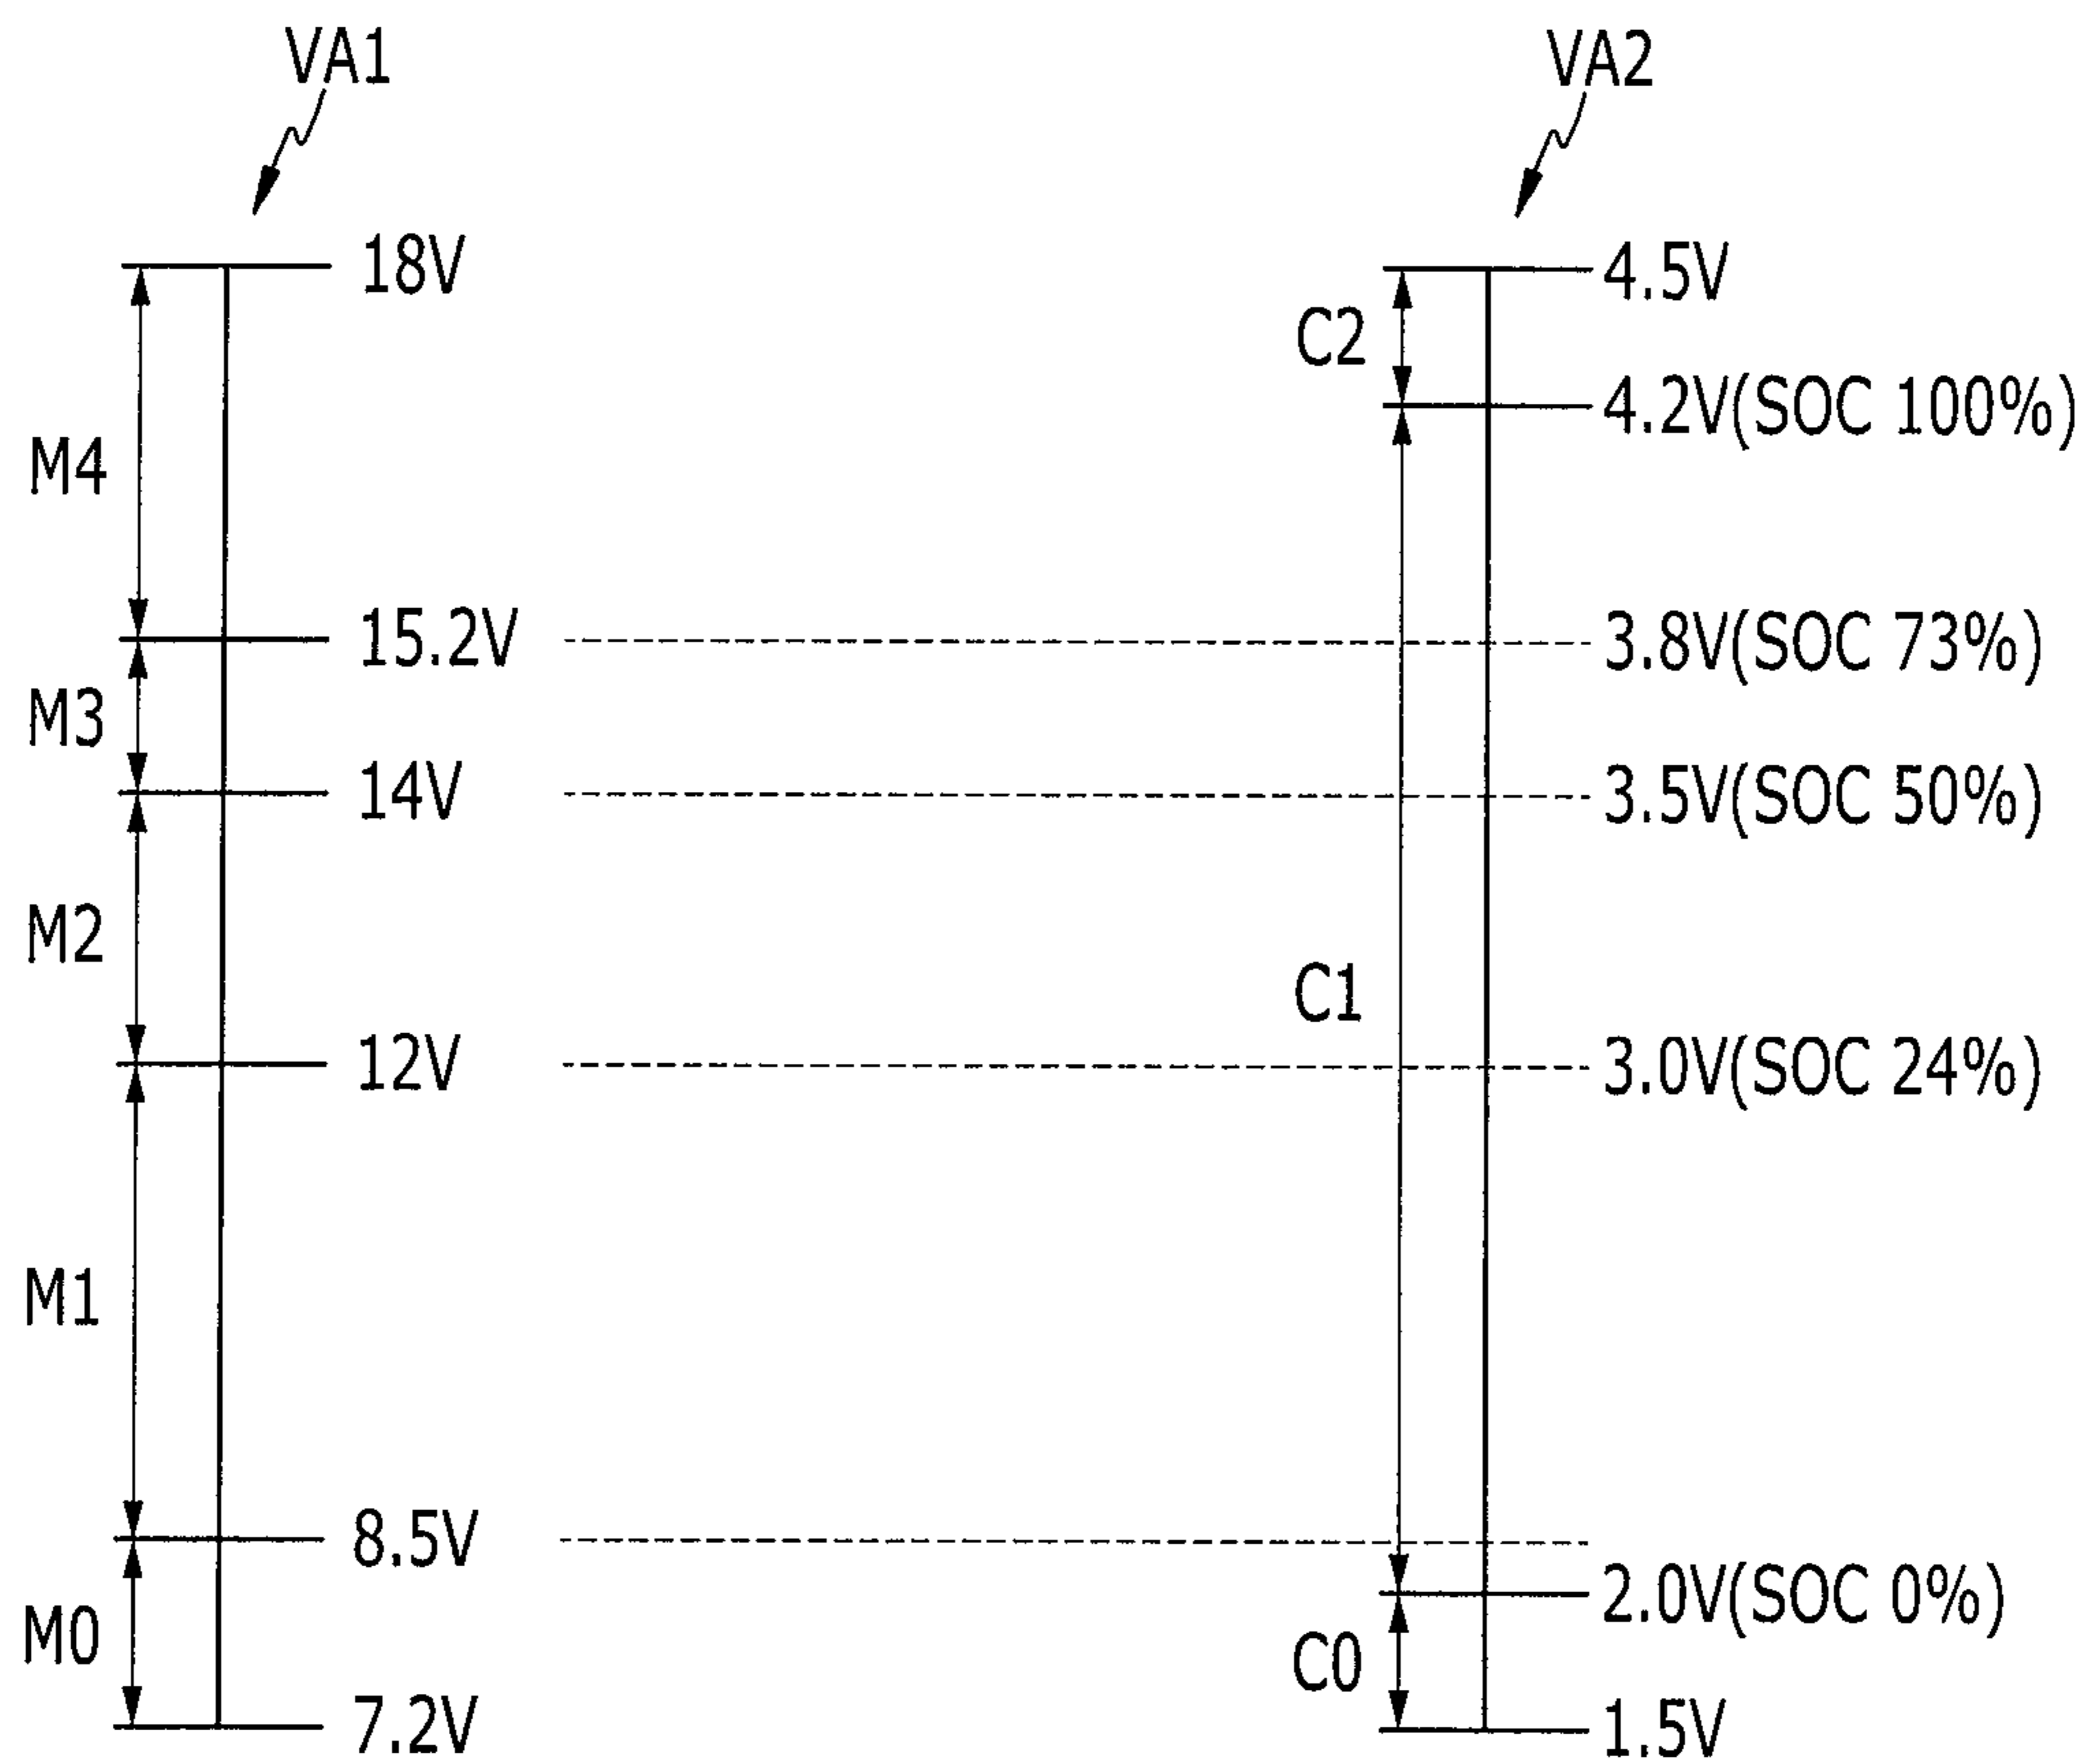 VA1
VA2
18V
4.5V
C2
4.2V(SOC 100%)
M4
15.2V
3.8V(SOC 73%)
M3
14V
3.5V(SOC 50%)
M2
C1
12V
3.0V(SOC 24%)
M1
8.5V
2.0V(SOC 0%)
M0
C0
7.2V
1.5V